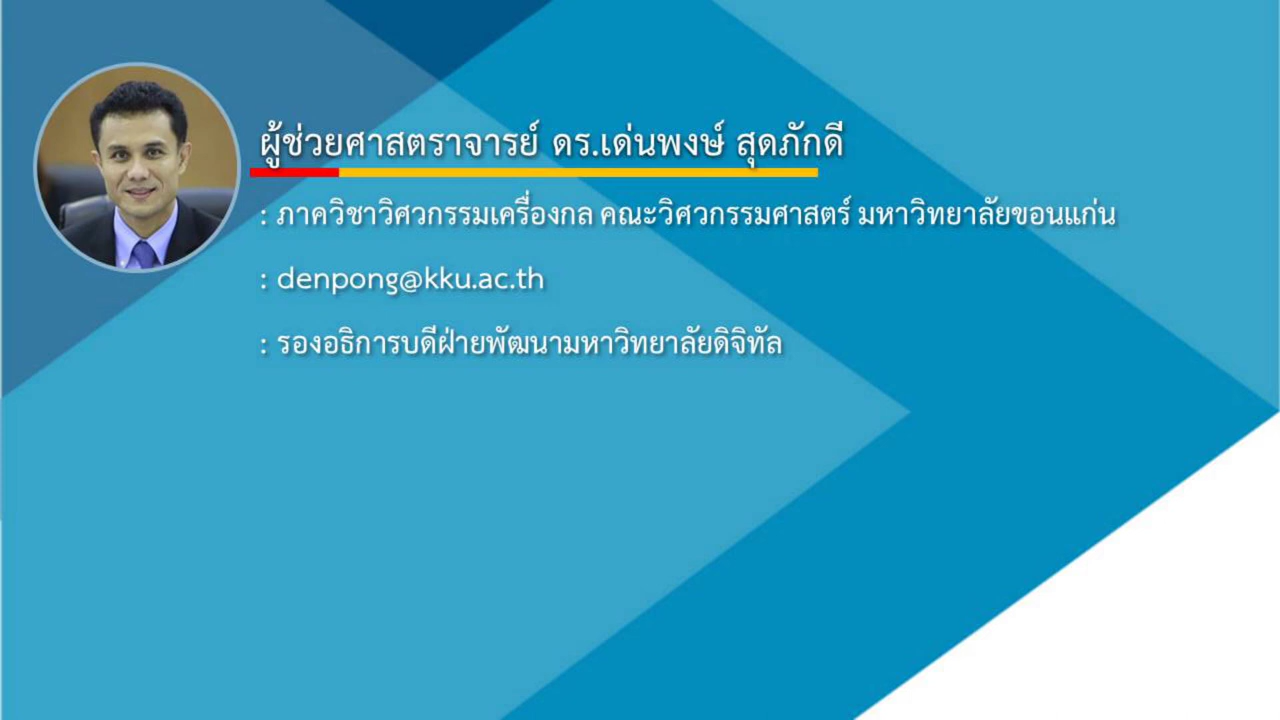 ผู้ช่วยศาสตราจารย์ ดร.เด่นพงษ์ สุดภักดี
: ภาควิชาวิศวกรรมเครื่องกล คณะวิศวกรรมศาสตร์ มหาวิทยาลัยขอนแก่น
: denpong@kku.ac.th
: รองอธิการบดีฝ่ายพัฒนามหาวิทยาลัยดิจิทัล